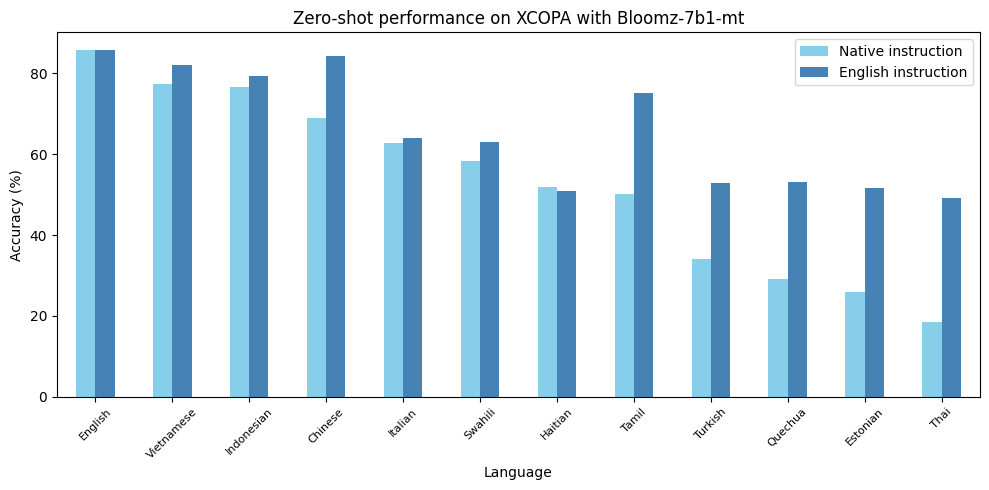 Zero-shot performance on XCOPA with Bloomz-7b1-mt
Native instruction
English instruction
Accuracy (%)
80
60
40
20
0
English
Vietnamese
Indonesian
Chinese
Italian
Swahili
Haitian
Tamil
Turkish
Quechua
Estonian
Thai
Language